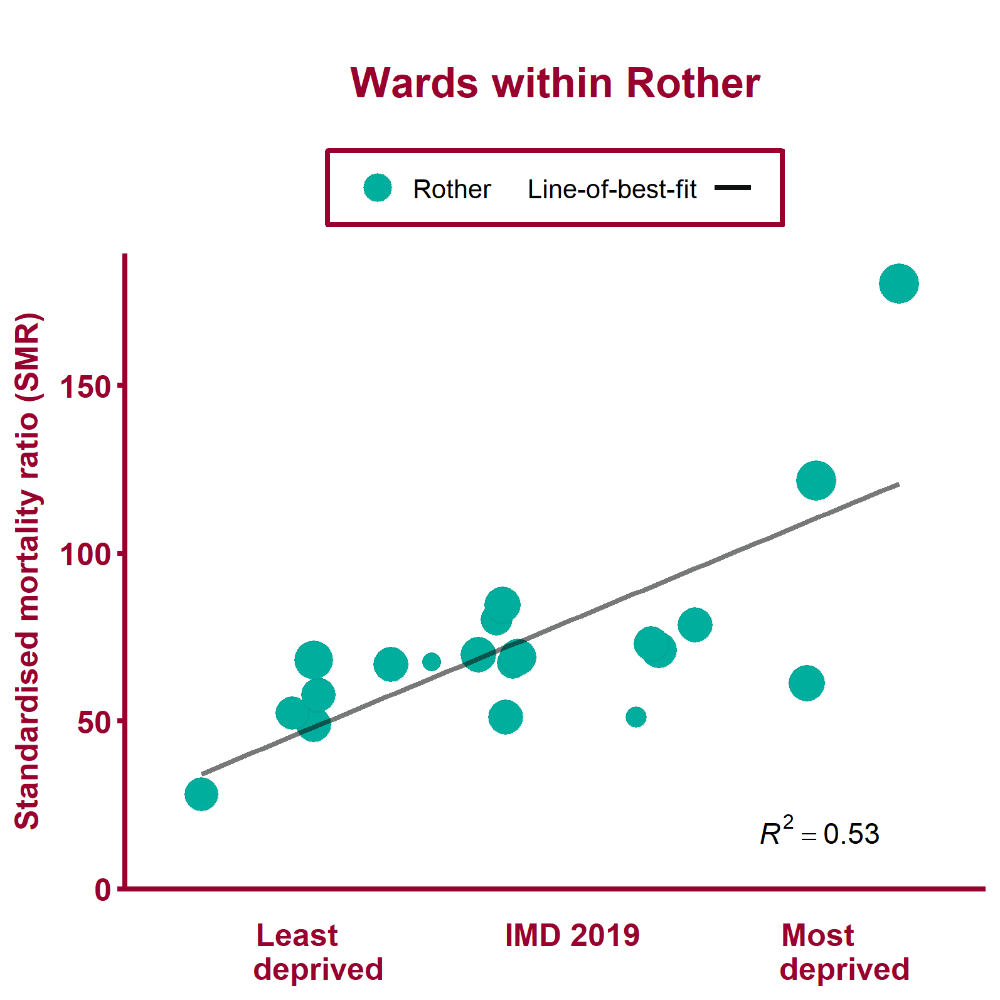 Wards within Rother
Rother Line-of-best-fit
Standardised mortality ratio (SMR)
150
100
50
0
R² = 0.53
Least deprived
IMD 2019
Most deprived